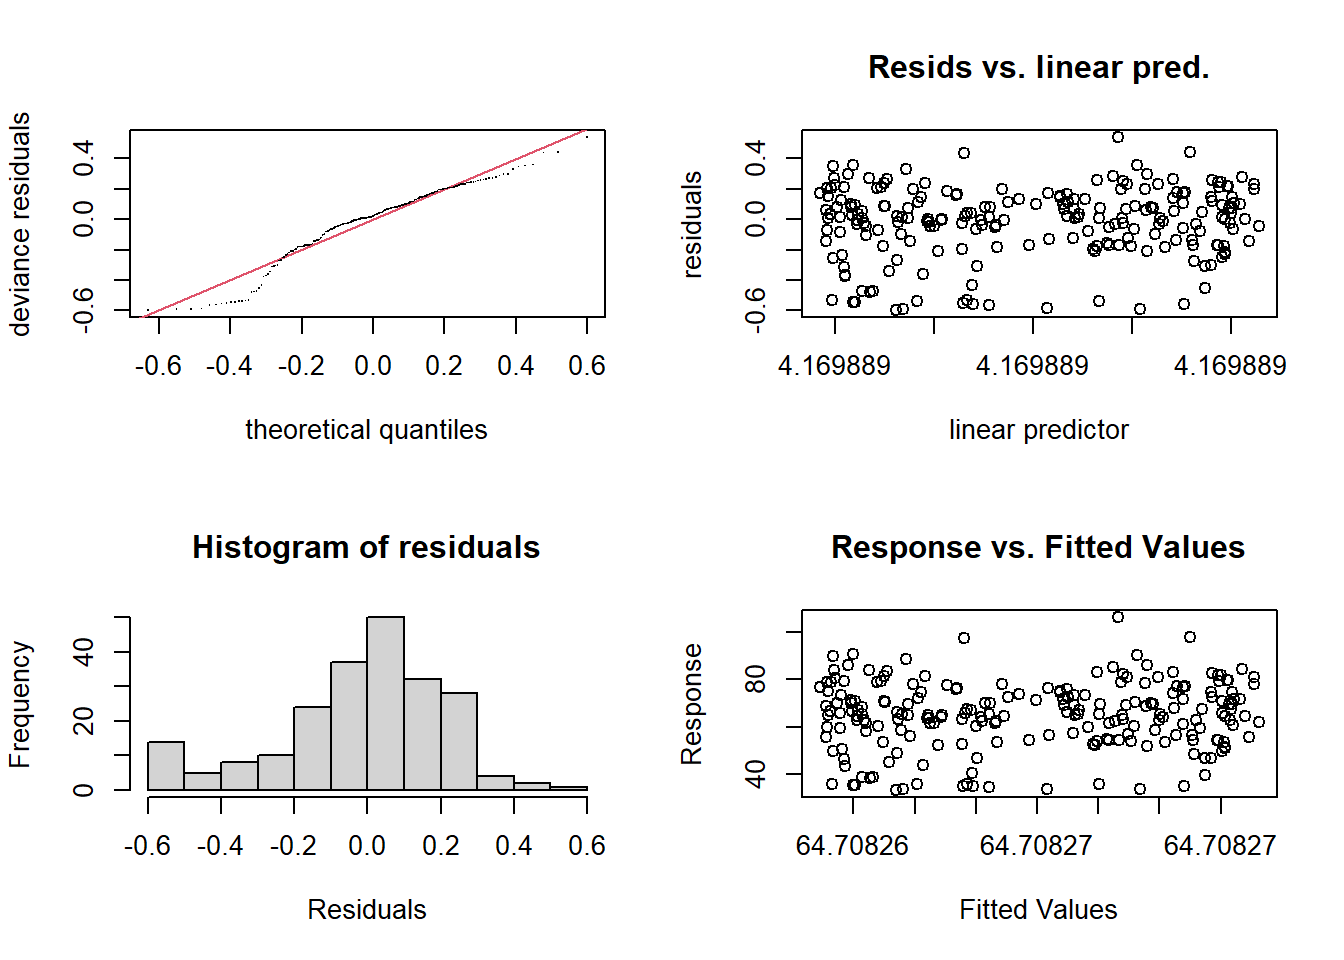 deviance residuals
0.4
0.0
-0.6
-0.6 -0.4 -0.2 0.0 0.2 0.4 0.6
theoretical quantiles
Resids vs. linear pred.
residuals
0.4
0.0
-0.6
4.169889 4.169889 4.169889
linear predictor
Histogram of residuals
Frequency
40
20
0
-0.6 -0.4 -0.2 0.0 0.2 0.4 0.6
Residuals
Response vs. Fitted Values
Response
80
40
64.70826 64.70827 64.70827
Fitted Values